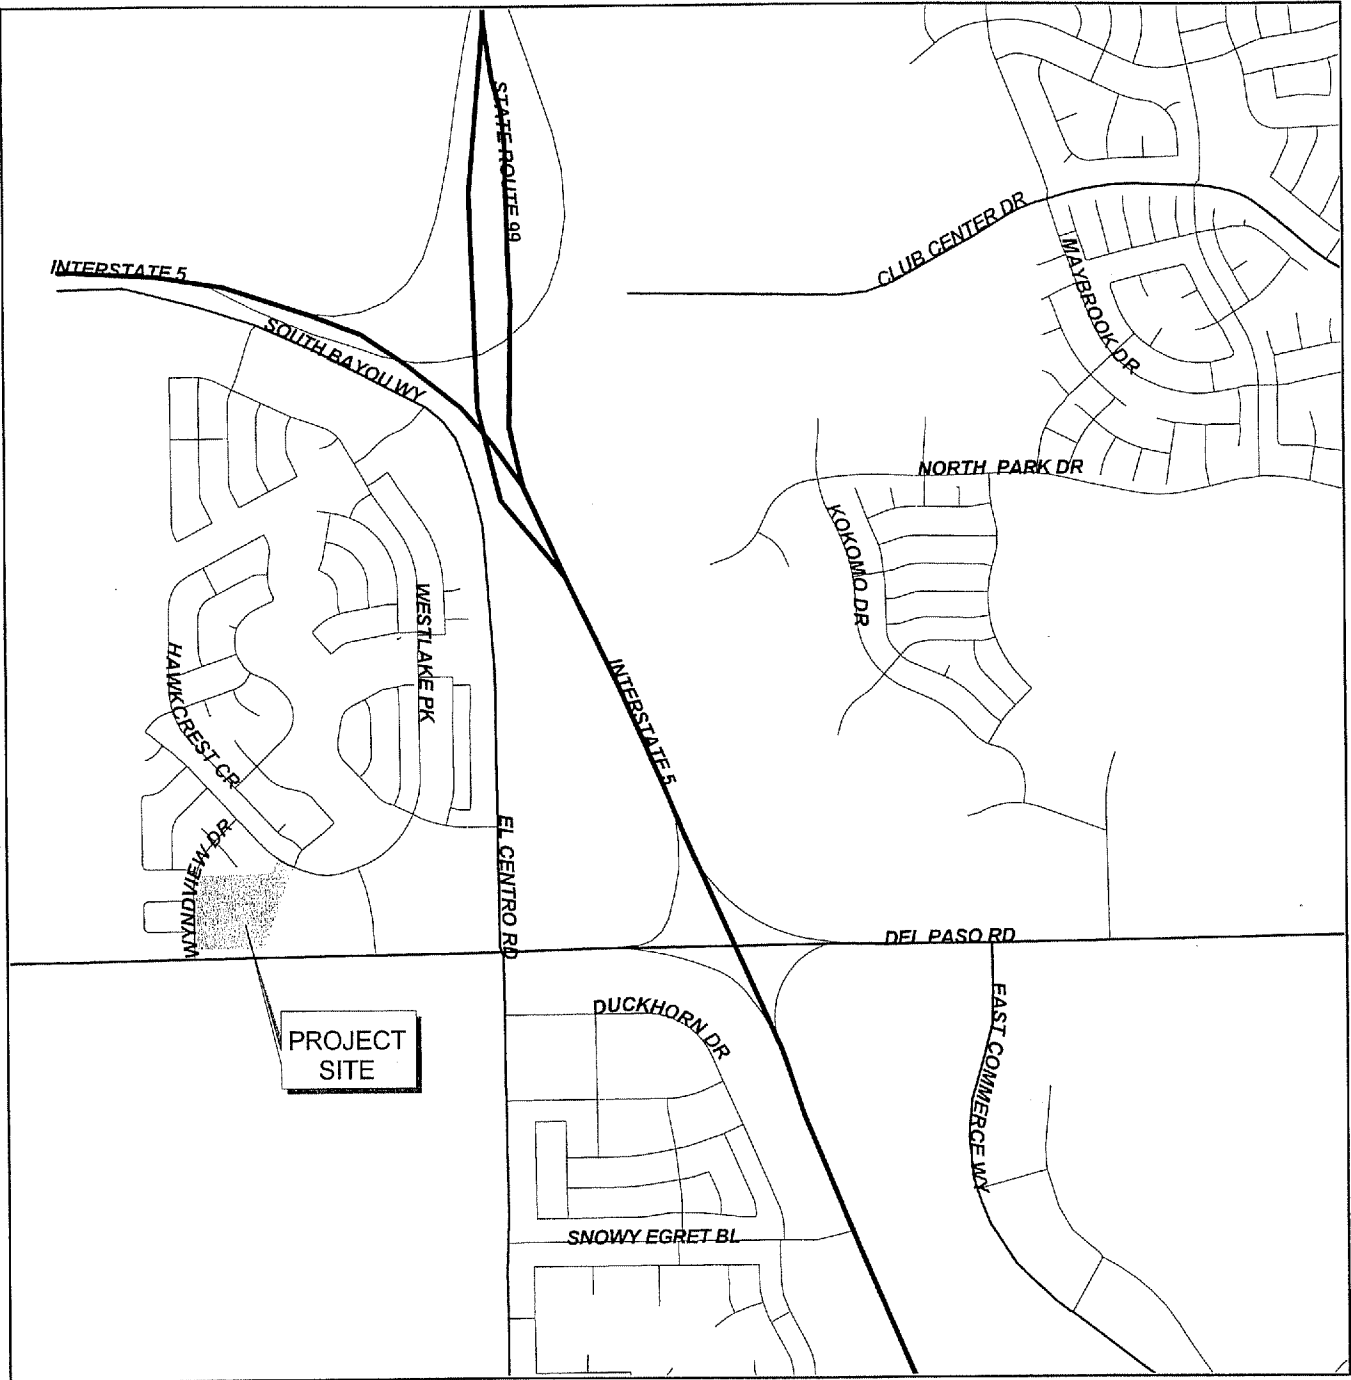 STATE ROUTE 99
INTERSTATE 5
CLUB CENTER DR
SOUTH BAYOU WY
MAYBROOK DR
NORTH PARK DR
KOKOMO DR
WESTLAKE PK
HAWKCREST CR
INTERSTATE 5
WYNDVIEW DR
EL CENTRO RD
DEL PASO RD
PROJECT
SITE
DUCKHORN DR
EAST COMMERCE WY
SNOWY EGRET BL